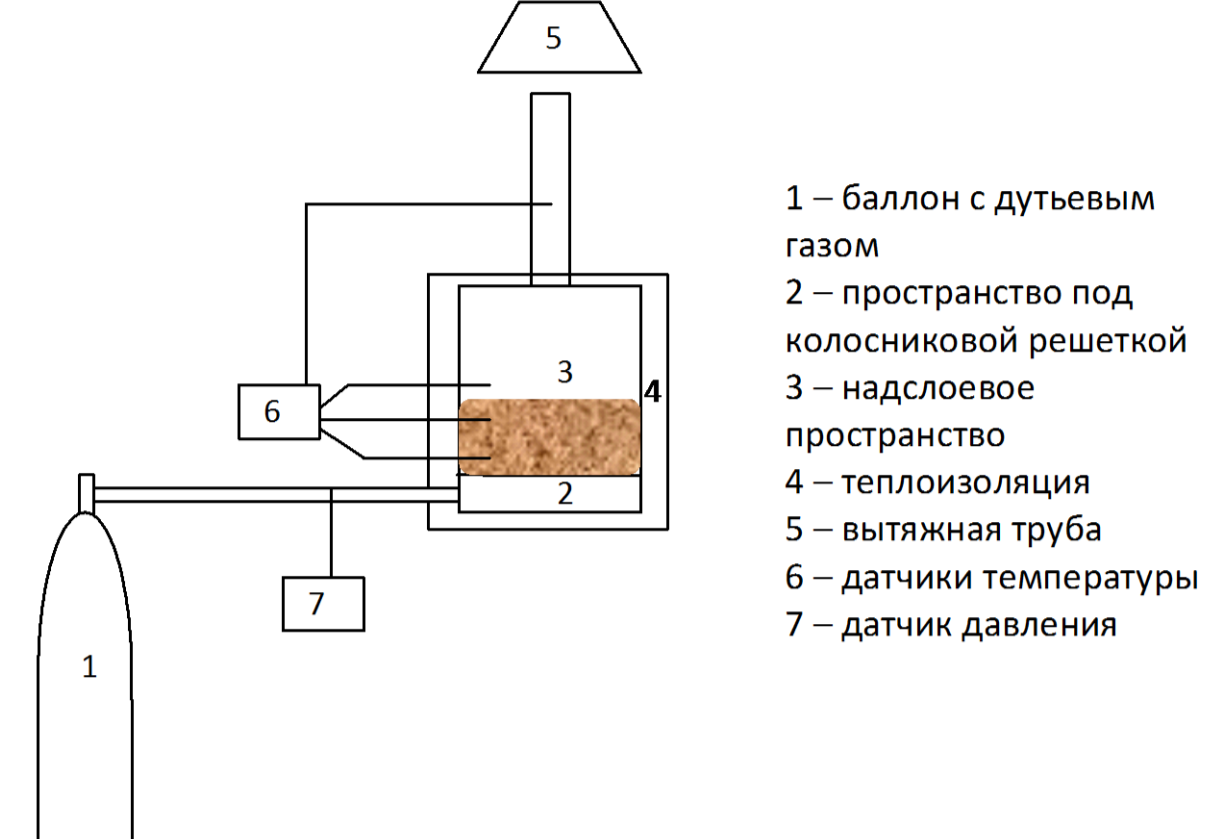 5
3
4
6
2
7
1
1 – баллон с дутьевым
газом
2 – пространство под
колосниковой решеткой
3 – надслоевое
пространство
4 – теплоизоляция
5 – вытяжная труба
6 – датчики температуры
7 – датчик давления